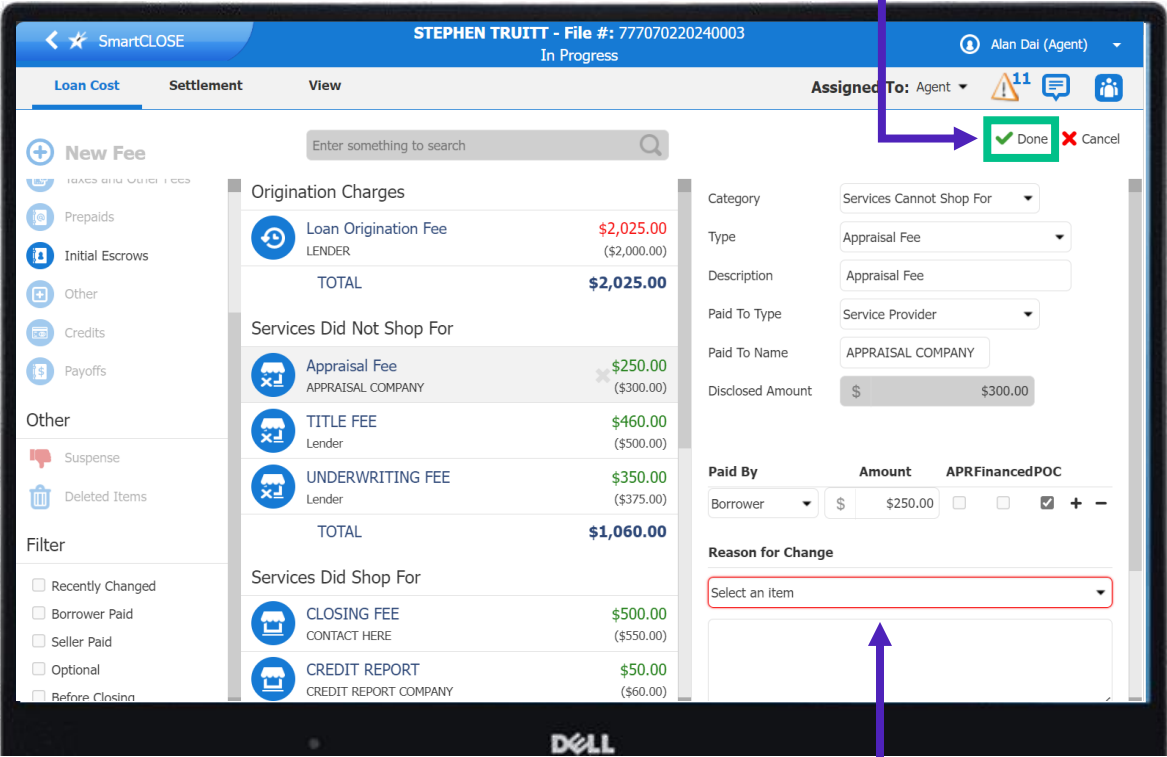 SmartCLOSE
STEPHEN TRUITT - File #: 777070220240003
In Progress
Alan Dai (Agent)
Loan Cost
Settlement
View
Assigned To: Agent
11
New Fee
Enter something to search
Done
Cancel
Taxes and Other Fees
Prepaids
Initial Escrows
Other
Credits
Payoffs
Other
Suspense
Deleted Items
Filter
Recently Changed
Borrower Paid
Seller Paid
Optional
Before Closing
Origination Charges
Loan Origination Fee $2,025.00
LENDER ($2,000.00)
TOTAL $2,025.00
Services Did Not Shop For
Appraisal Fee $250.00
APPRAISAL COMPANY ($300.00)
TITLE FEE $460.00
Lender ($500.00)
UNDERWRITING FEE $350.00
Lender ($375.00)
TOTAL $1,060.00
Services Did Shop For
CLOSING FEE $500.00
CONTACT HERE ($550.00)
CREDIT REPORT $50.00
CREDIT REPORT COMPANY ($60.00)
Category Services Cannot Shop For
Type Appraisal Fee
Description Appraisal Fee
Paid To Type Service Provider
Paid To Name APPRAISAL COMPANY
Disclosed Amount $ $300.00
Paid By Amount APR Financed POC
Borrower $ $250.00
Reason for Change
Select an item
DELL